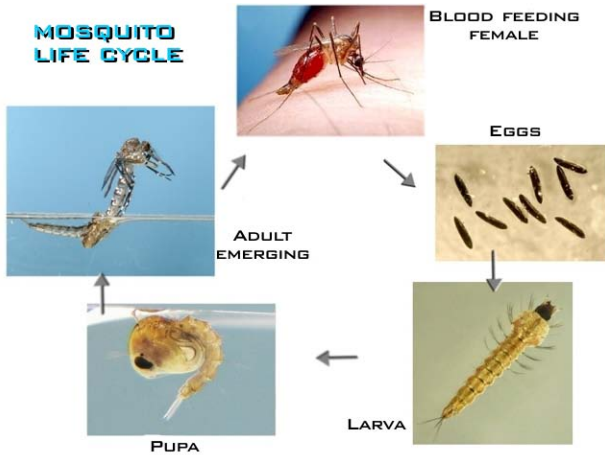 MOSQUITO
LIFE CYCLE
BLOOD FEEDING
FEMALE
EGGS
LARVA
PUPA
ADULT
EMERGING